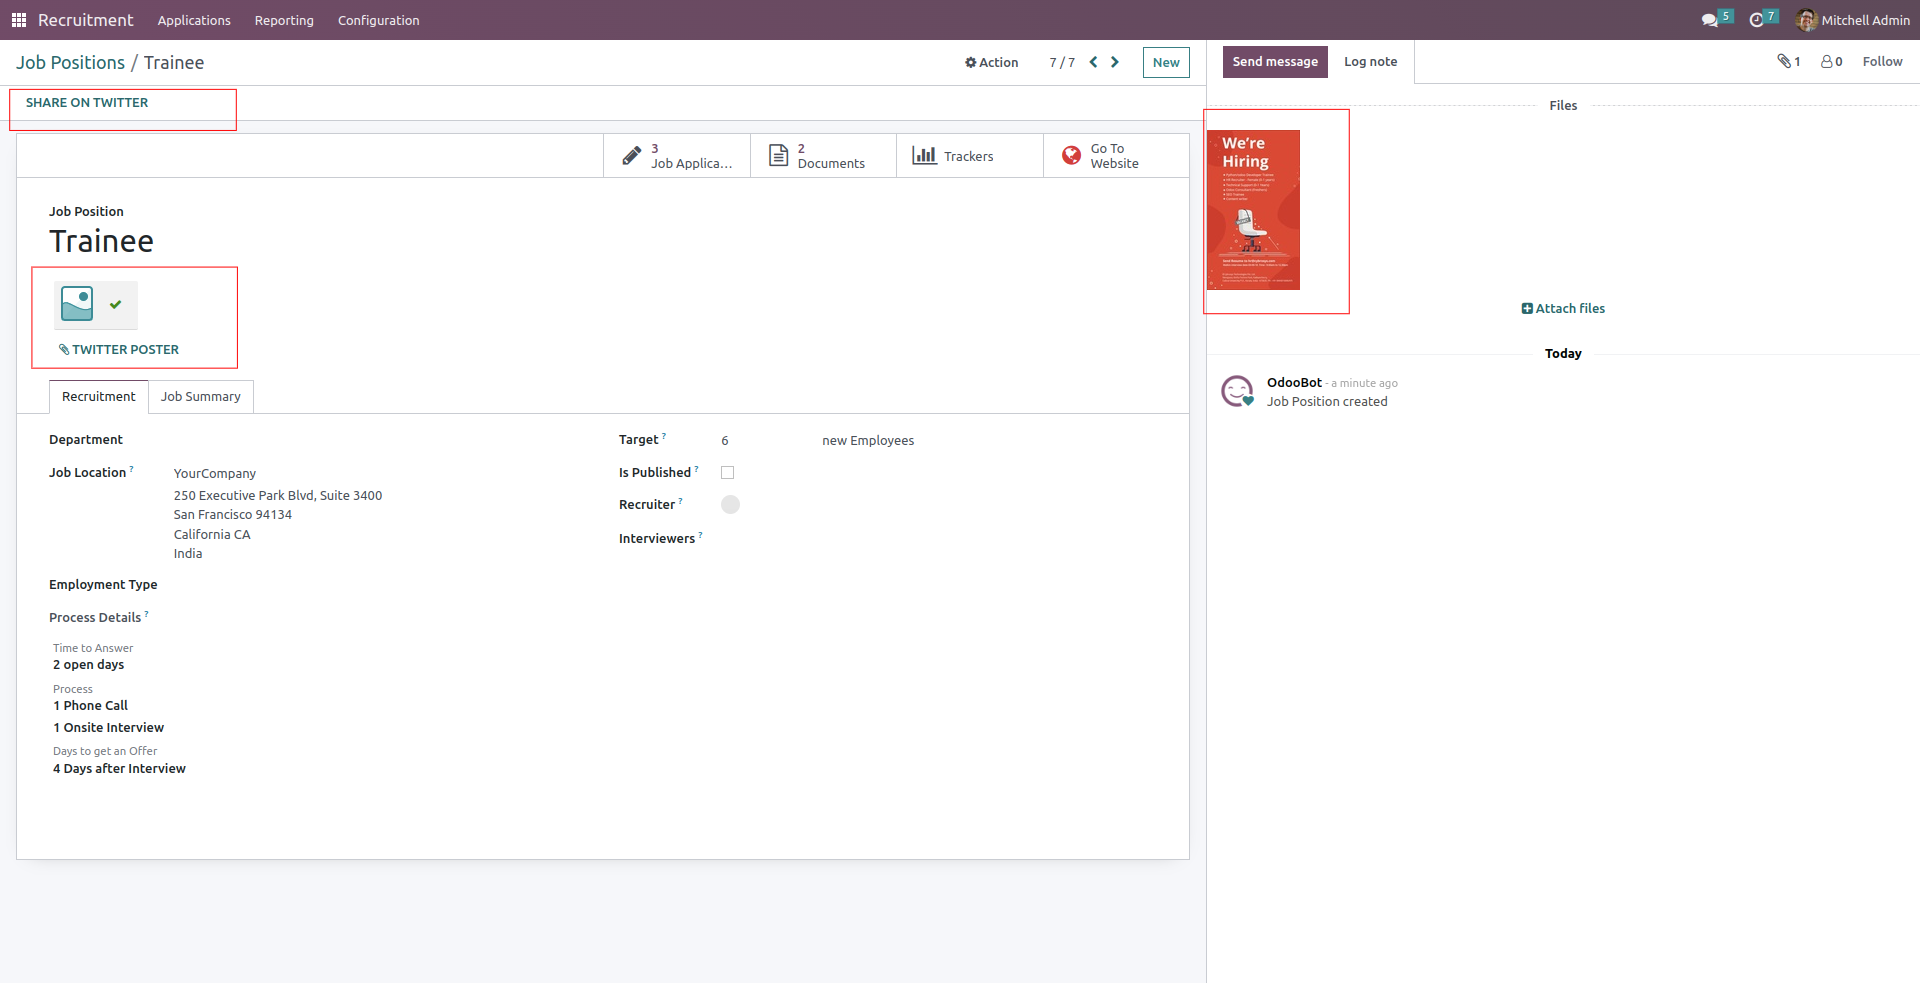 Recruitment Applications Reporting Configuration 5 7 Mitchell Admin
Job Positions / Trainee
Action 7 / 7 New
SHARE ON TWITTER
3 Job Applica...
2 Documents
Trackers
Go To Website
Job Position
Trainee
TWITTER POSTER
Recruitment Job Summary
Department
Job Location ? YourCompany
250 Executive Park Blvd, Suite 3400
San Francisco 94134
California CA
India
Employment Type
Process Details ?
Time to Answer
2 open days
Process
1 Phone Call
1 Onsite Interview
Days to get an Offer
4 Days after Interview
Target ? 6 new Employees
Is Published ?
Recruiter ?
Interviewers ?
Send message Log note 1 0 Follow
Files
We're
Hiring
Attach files
Today
OdooBot - a minute ago
Job Position created